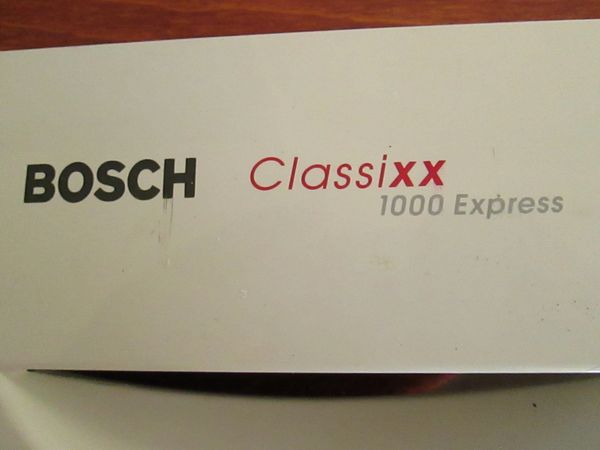 BOSCH Classixx
1000 Express